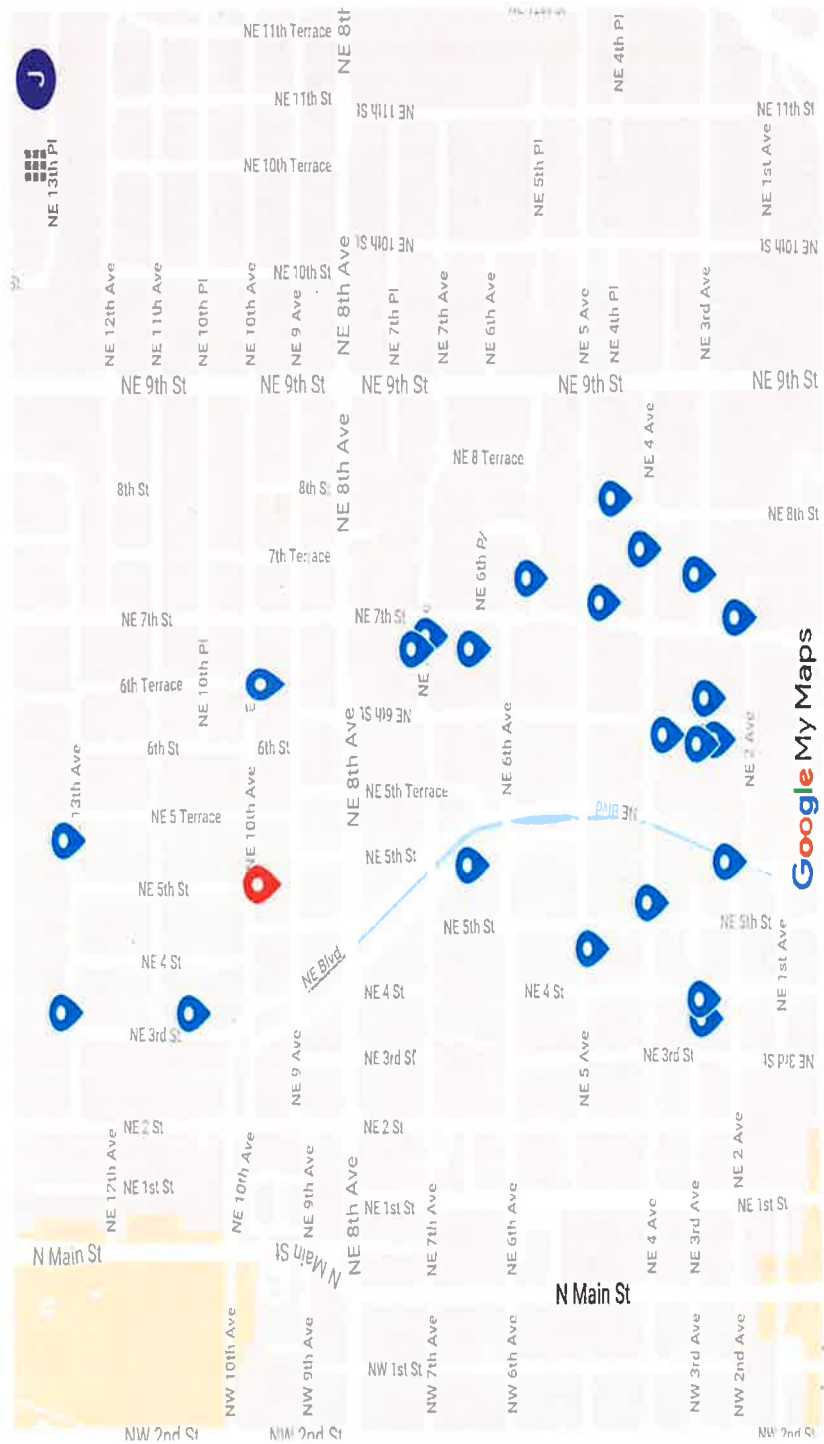 NE 11th Terrace
NE 8th
NE 4th Pl
J
NE 11th St
NE 11th St
NE 11th St
NE 13th Pl
NE 10th Terrace
NE 5th Pl
NE 1st Ave
NE 10th St
NE 10th St
NE 10th St
NE 12th Ave
NE 11th Ave
NE 10th Pl
NE 10th Ave
NE 9 Ave
NE 8th Ave
NE 7th Pl
NE 7th Ave
NE 6th Ave
NE 5 Ave
NE 4th Pl
NE 3rd Ave
NE 9th St
NE 9th St
NE 9th St
NE 9th St
NE 9th St
NE 8th Ave
NE 8 Terrace
NE 4 Ave
8th St
8th St
NE 8th St
7th Terrace
NE 6th Pl
NE 7th St
NE 7th St
NE 10th Pl
6th Terrace
NE
NE 6th St
6th St
6th St
NE 8th Ave
NE 6th Ave
NE 2 Ave
13th Ave
NE 10th Ave
NE 5 Terrace
NE 5th Terrace
NE Blvd
NE 5th St
NE 5th St
NE 5th St
NE 5th St
NE 4 St
NE Blvd
NE 4 St
NE 4 St
NE 1st Ave
NE 3rd St
NE 9 Ave
NE 3rd St
NE 5 Ave
NE 3rd St
NE 3rd St
NE 2 St
NE 2 St
NE 12th Ave
NE 1st St
NE 10th Ave
NE 9th Ave
NE 8th Ave
NE 1st St
NE 7th Ave
NE 6th Ave
NE 4 Ave
NE 3rd Ave
NE 2 Ave
NE 1st St
N Main St
N Main St
N Main St
NW 10th Ave
NW 9th Ave
NW 1st St
NW 7th Ave
NW 6th Ave
NW 3rd Ave
NW 2nd Ave
NW 2nd St
NW 2nd St
NW 2nd St
Google My Maps